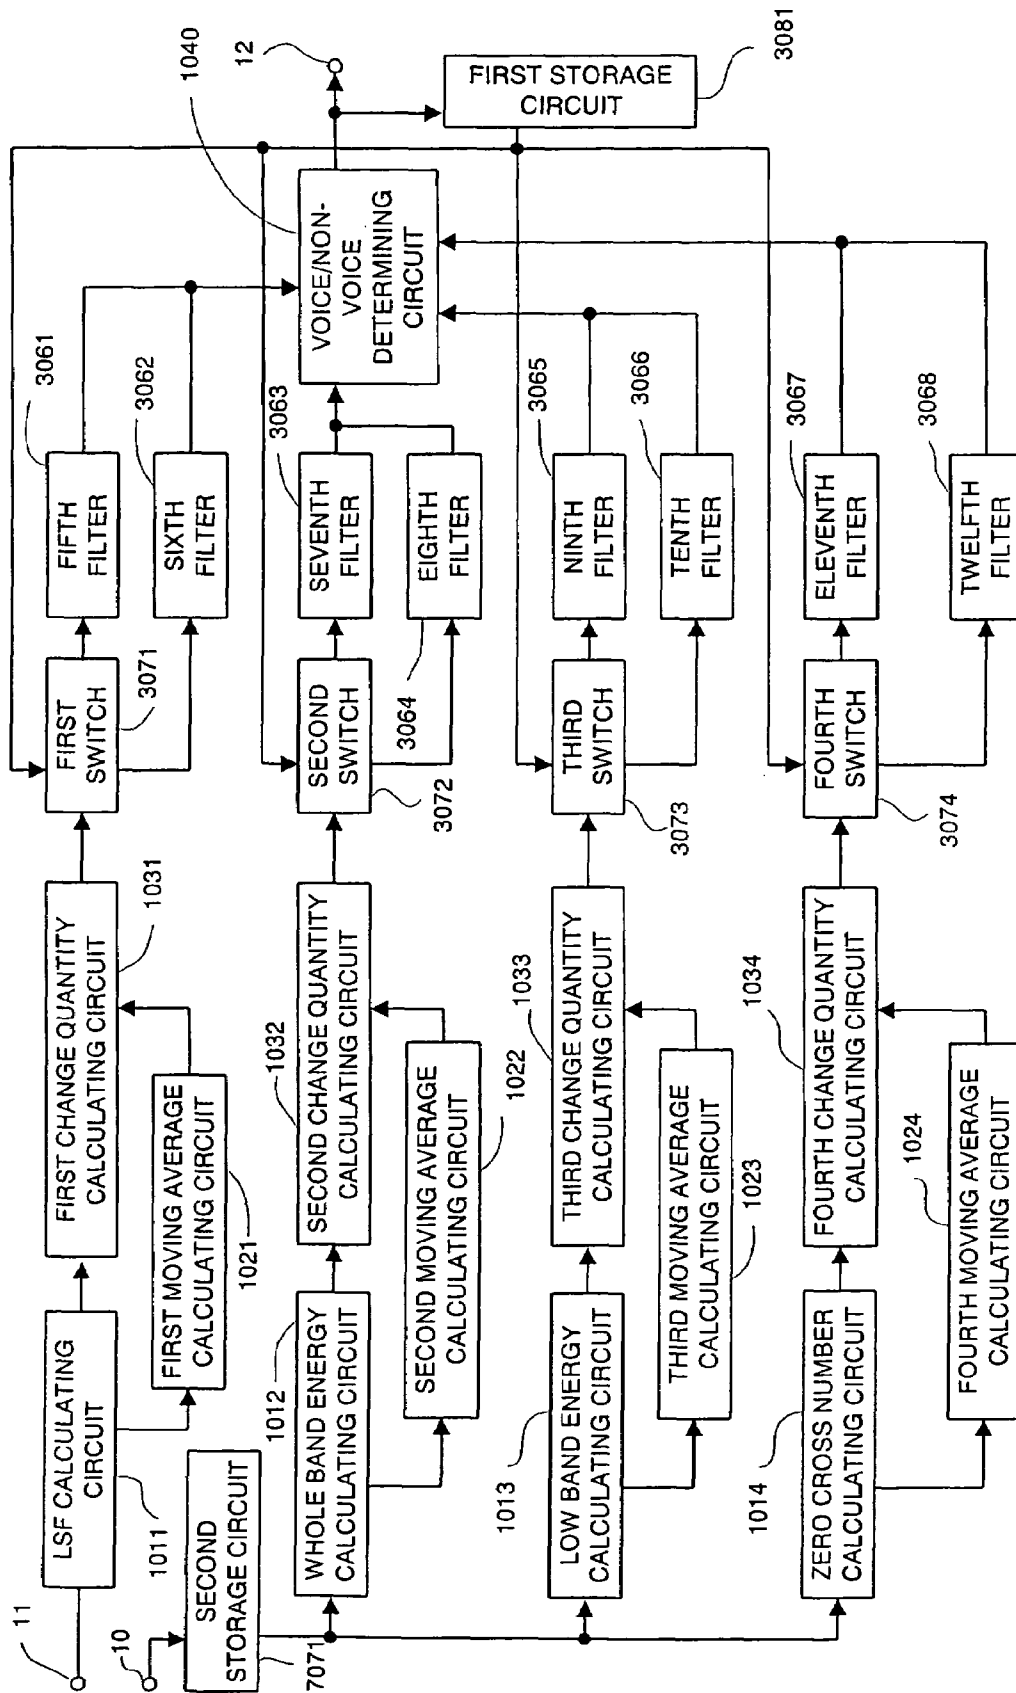 11
LSF CALCULATING
CIRCUIT
1011
FIRST MOVING AVERAGE
CALCULATING CIRCUIT
1021
FIRST CHANGE QUANTITY
CALCULATING CIRCUIT
1031
FIRST
SWITCH
3071
FIFTH
FILTER
3061
SIXTH
FILTER
3062
10
SECOND
STORAGE CIRCUIT
7071
WHOLE BAND ENERGY
CALCULATING CIRCUIT
1012
SECOND MOVING AVERAGE
CALCULATING CIRCUIT
1022
SECOND CHANGE QUANTITY
CALCULATING CIRCUIT
1032
SECOND
SWITCH
3072
SEVENTH
FILTER
3063
EIGHTH
FILTER
3064
VOICE/NON-
VOICE
DETERMINING
CIRCUIT
1040
12
FIRST STORAGE
CIRCUIT
3081
LOW BAND ENERGY
CALCULATING CIRCUIT
1013
THIRD MOVING AVERAGE
CALCULATING CIRCUIT
1023
THIRD CHANGE QUANTITY
CALCULATING CIRCUIT
1033
THIRD
SWITCH
3073
NINTH
FILTER
3065
TENTH
FILTER
3066
ZERO CROSS NUMBER
CALCULATING CIRCUIT
1014
FOURTH MOVING AVERAGE
CALCULATING CIRCUIT
1024
FOURTH CHANGE QUANTITY
CALCULATING CIRCUIT
1034
FOURTH
SWITCH
3074
ELEVENTH
FILTER
3067
TWELFTH
FILTER
3068